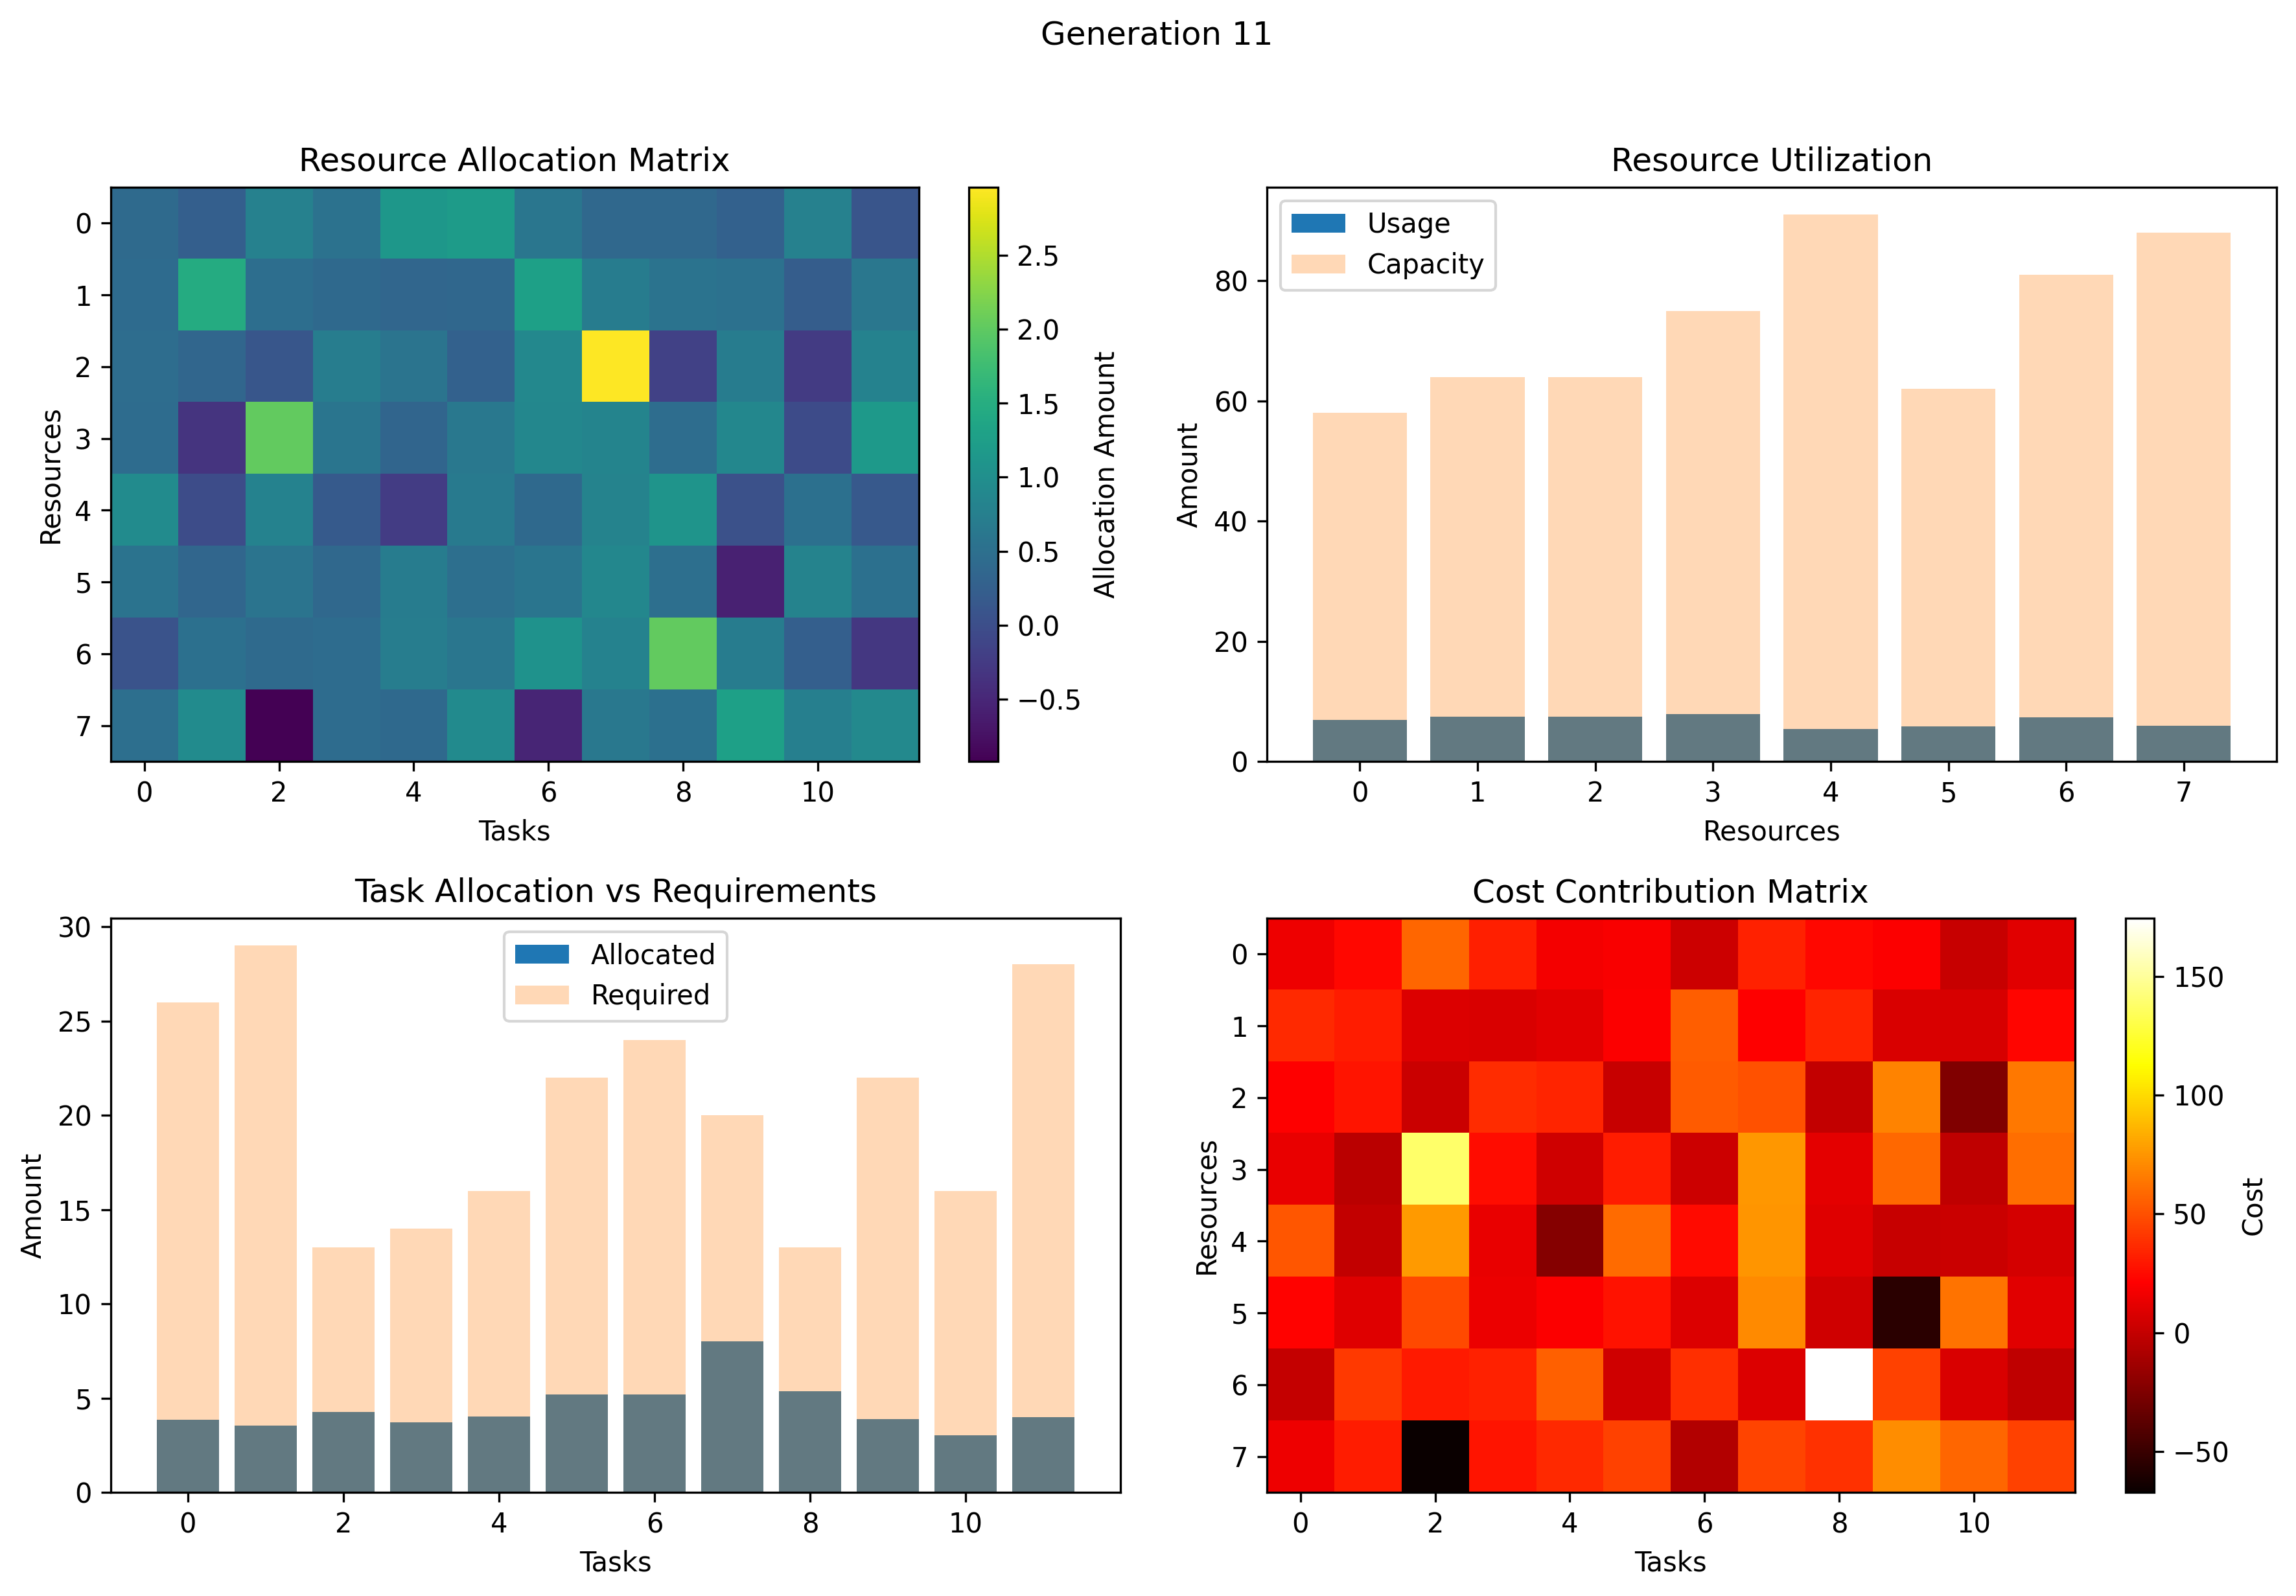 Generation 11
Resource Allocation Matrix
0
1
2
3
4
5
6
7
Resources
0 2 4 6 8 10
Tasks
2.5
2.0
1.5
1.0
0.5
0.0
−0.5
Allocation Amount
Resource Utilization
Usage
Capacity
80
60
40
20
0
Amount
0 1 2 3 4 5 6 7
Resources
Task Allocation vs Requirements
Allocated
Required
30
25
20
15
10
5
0
Amount
0 2 4 6 8 10
Tasks
Cost Contribution Matrix
0
1
2
3
4
5
6
7
Resources
0 2 4 6 8 10
Tasks
150
100
50
0
−50
Cost